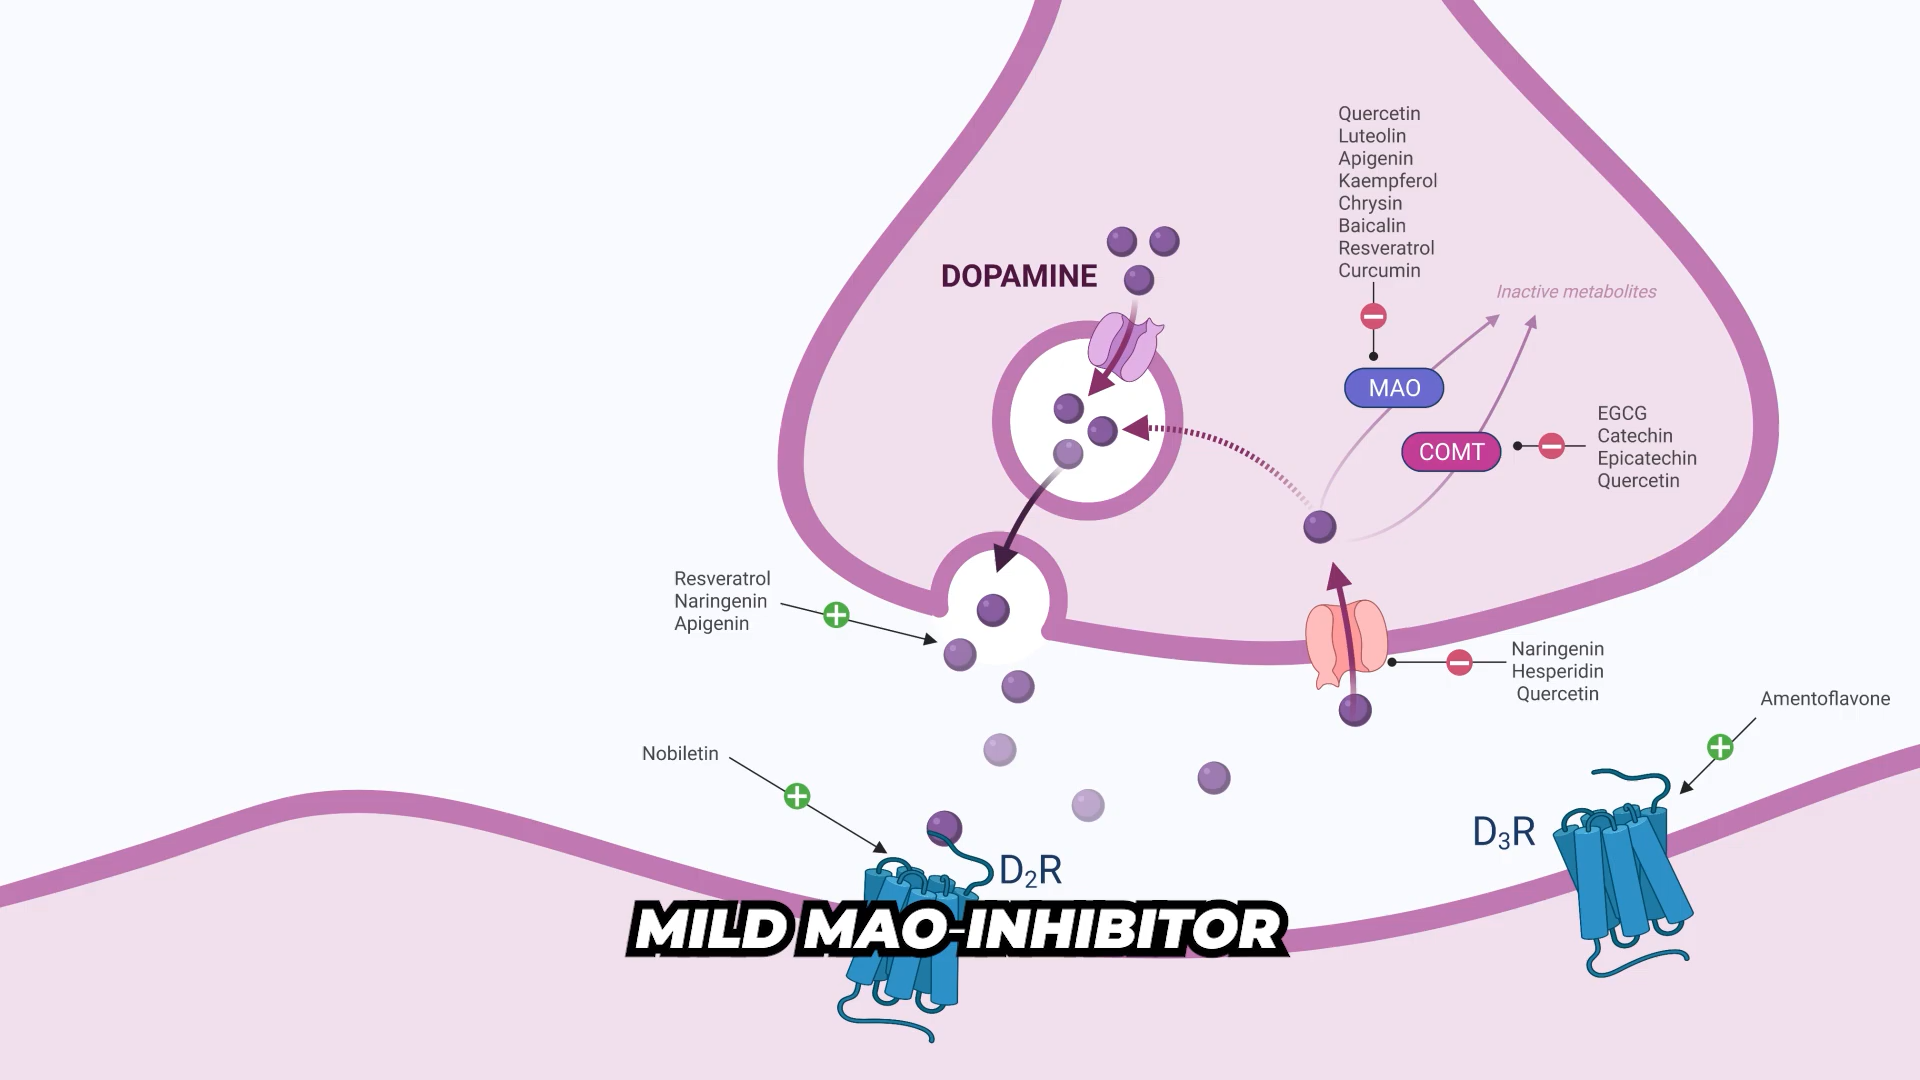 Quercetin
Luteolin
Apigenin
Kaempferol
Chrysin
Baicalin
Resveratrol
Curcumin
DOPAMINE
Inactive metabolites
MAO
COMT
EGCG
Catechin
Epicatechin
Quercetin
Resveratrol
Naringenin
Apigenin
Naringenin
Hesperidin
Quercetin
Amentoflavone
Nobiletin
D₂R
D₃R
MILD MAO-INHIBITOR